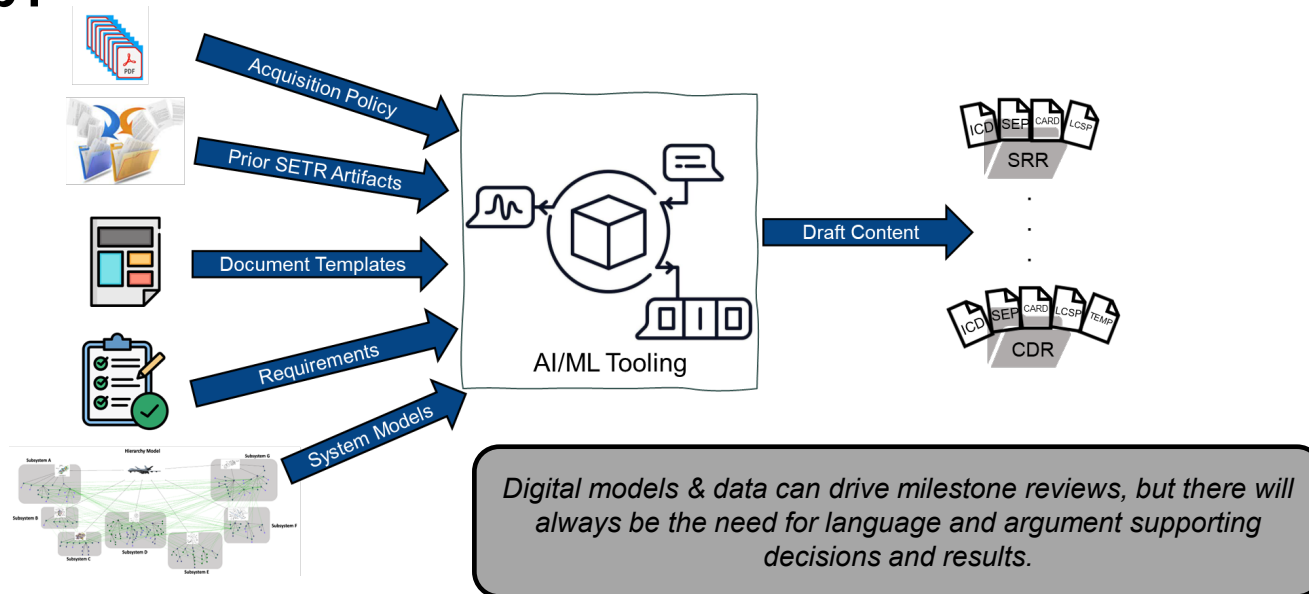 PDF
Acquisition Policy
Prior SETR Artifacts
Document Templates
Requirements
System Models
Hierarchy Model
Subsystem A
Subsystem G
Subsystem B
Subsystem F
Subsystem C
Subsystem D
Subsystem E
AI/ML Tooling
Draft Content
ICD
SEP
CARD
LCSP
SRR
.
.
.
.
ICD
SEP
CARD
LCSP
TEMP
CDR
Digital models & data can drive milestone reviews, but there will
always be the need for language and argument supporting
decisions and results.